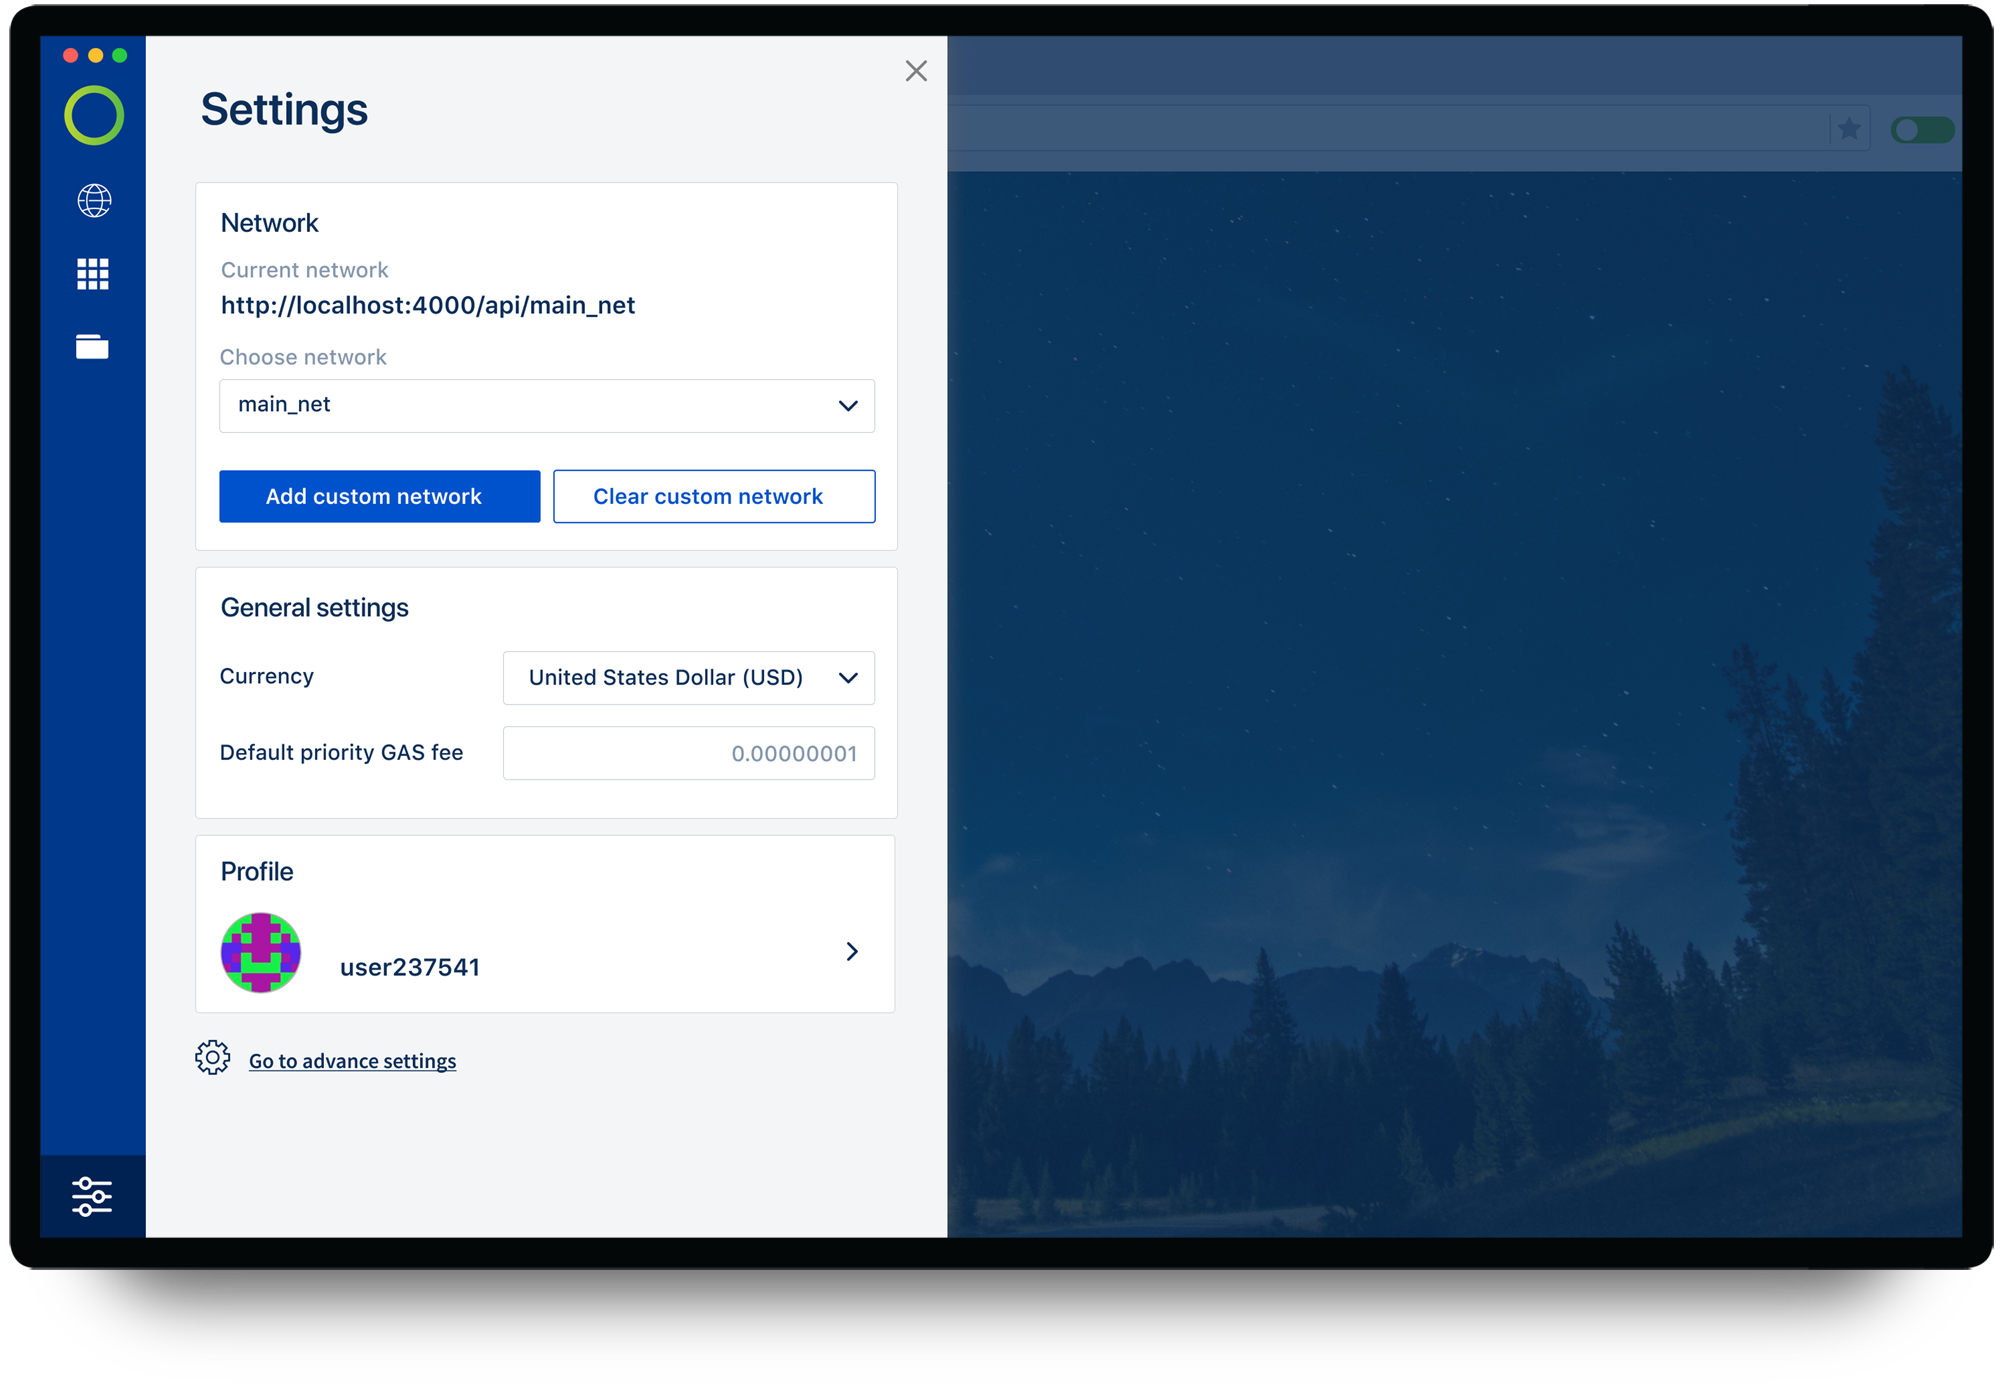 Settings
Network
Current network
http://localhost:4000/api/main_net
Choose network
main_net
Add custom network
Clear custom network
General settings
Currency
United States Dollar (USD)
Default priority GAS fee
0.00000001
Profile
user237541
Go to advance settings